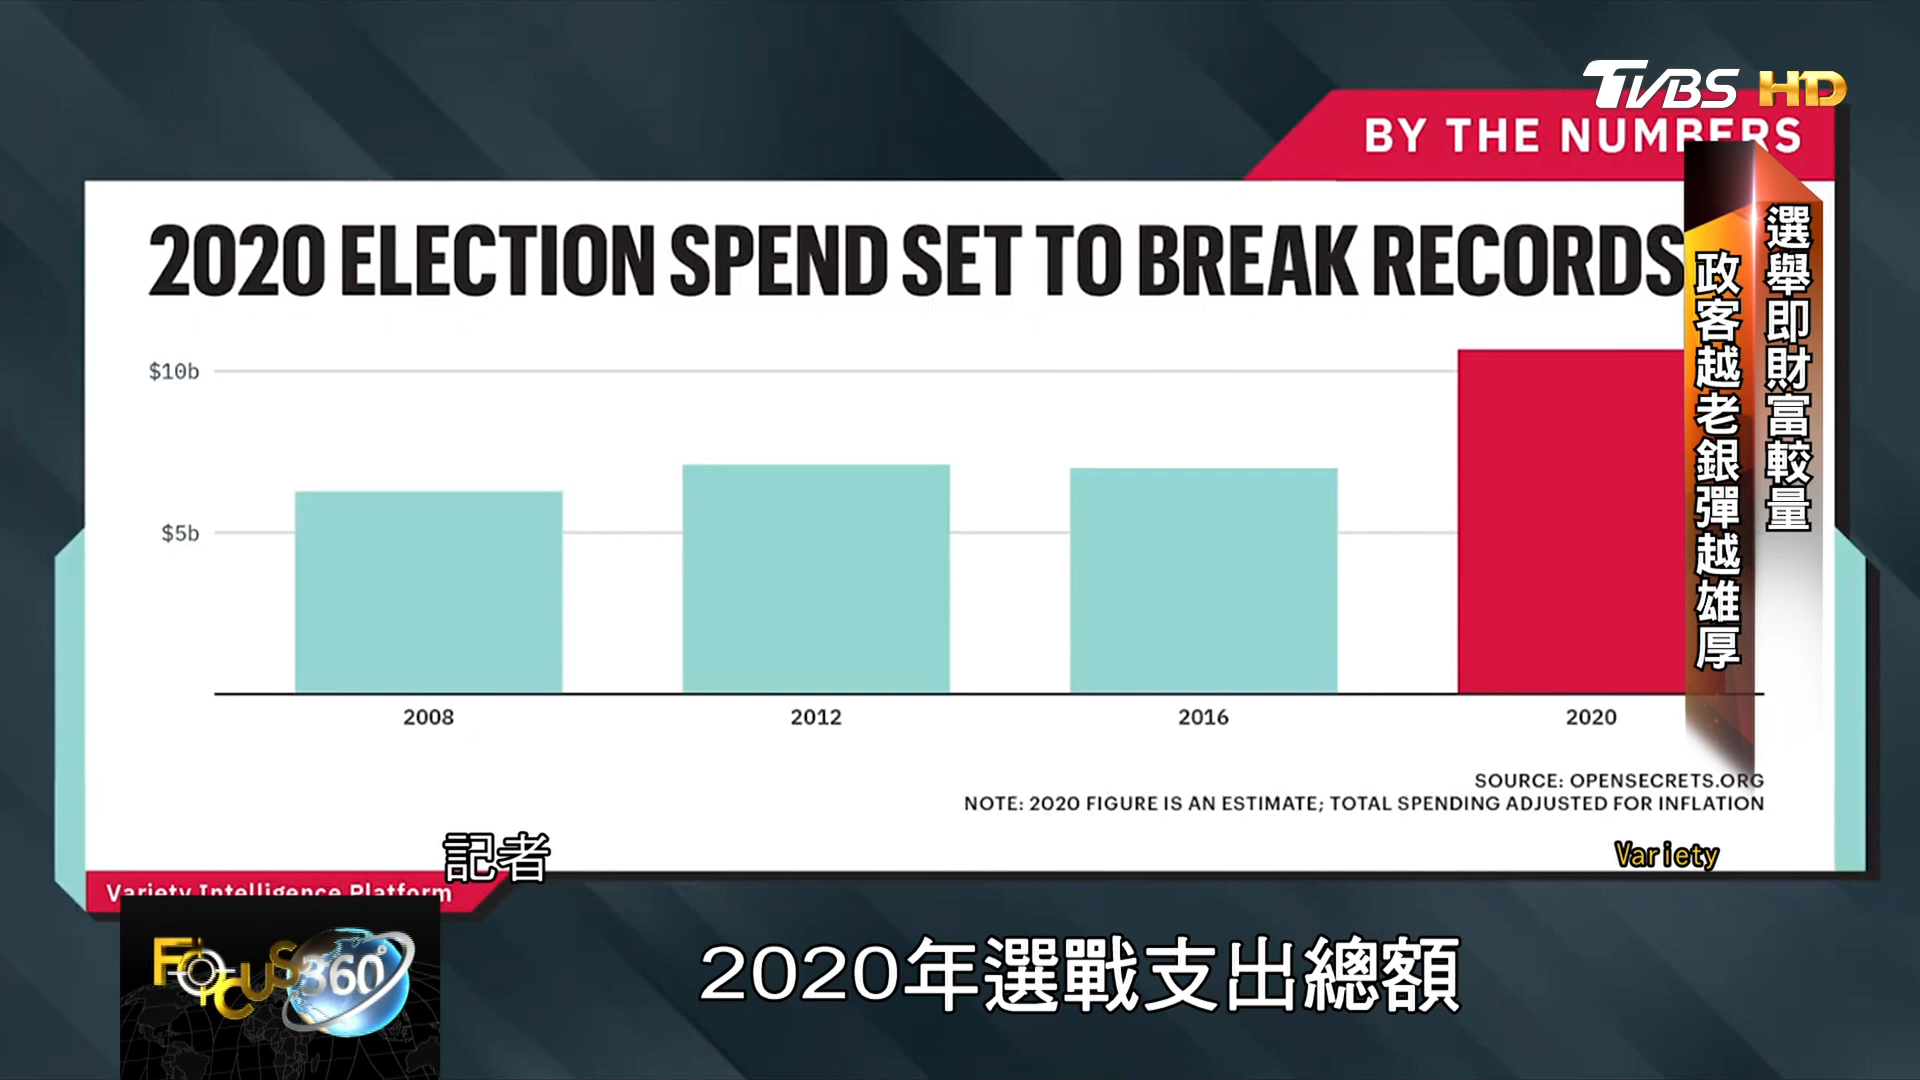 TVBS HD
BY THE NUMBERS
2020 ELECTION SPEND SET TO BREAK RECORDS
選舉即財富較量
政客越老銀彈越雄厚
$10b
$5b
2008
2012
2016
2020
SOURCE: OPENSECRETS.ORG
NOTE: 2020 FIGURE IS AN ESTIMATE; TOTAL SPENDING ADJUSTED FOR INFLATION
記者
Variety
Variety Intelligence Platform
FOCUS 360°
2020年選戰支出總額